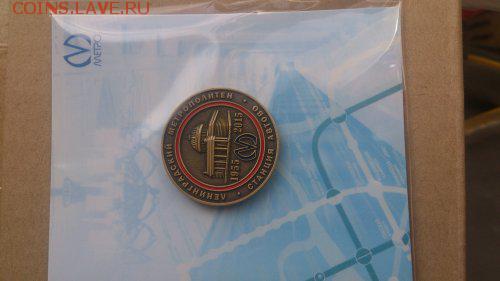 COINS.LAVE.RU
МЕТРО
ЛЕНИНГРАДСКИЙ МЕТРОПОЛИТЕН
СТАНЦИЯ АВТОВО
1955 2015